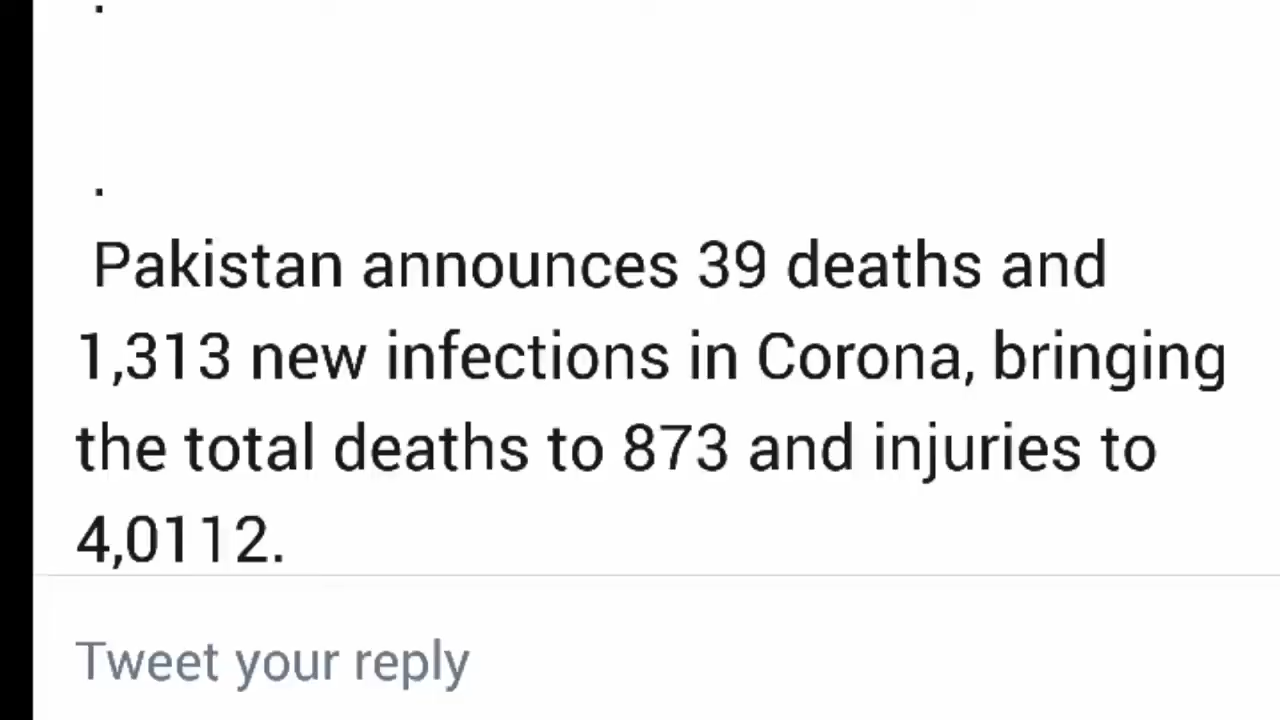 .
.
Pakistan announces 39 deaths and
1,313 new infections in Corona, bringing
the total deaths to 873 and injuries to
4,0112.
Tweet your reply